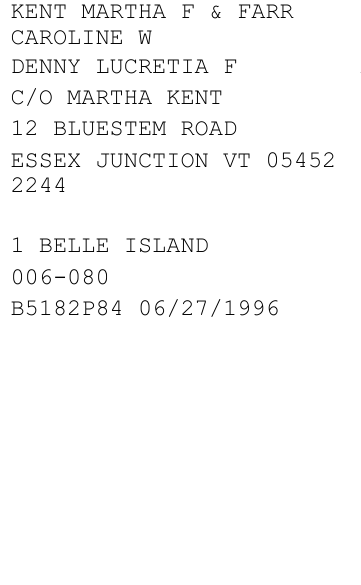 KENT MARTHA F & FARR
CAROLINE W
DENNY LUCRETIA F
C/O MARTHA KENT
12 BLUESTEM ROAD
ESSEX JUNCTION VT 05452
2244
1 BELLE ISLAND
006-080
B5182P84 06/27/1996